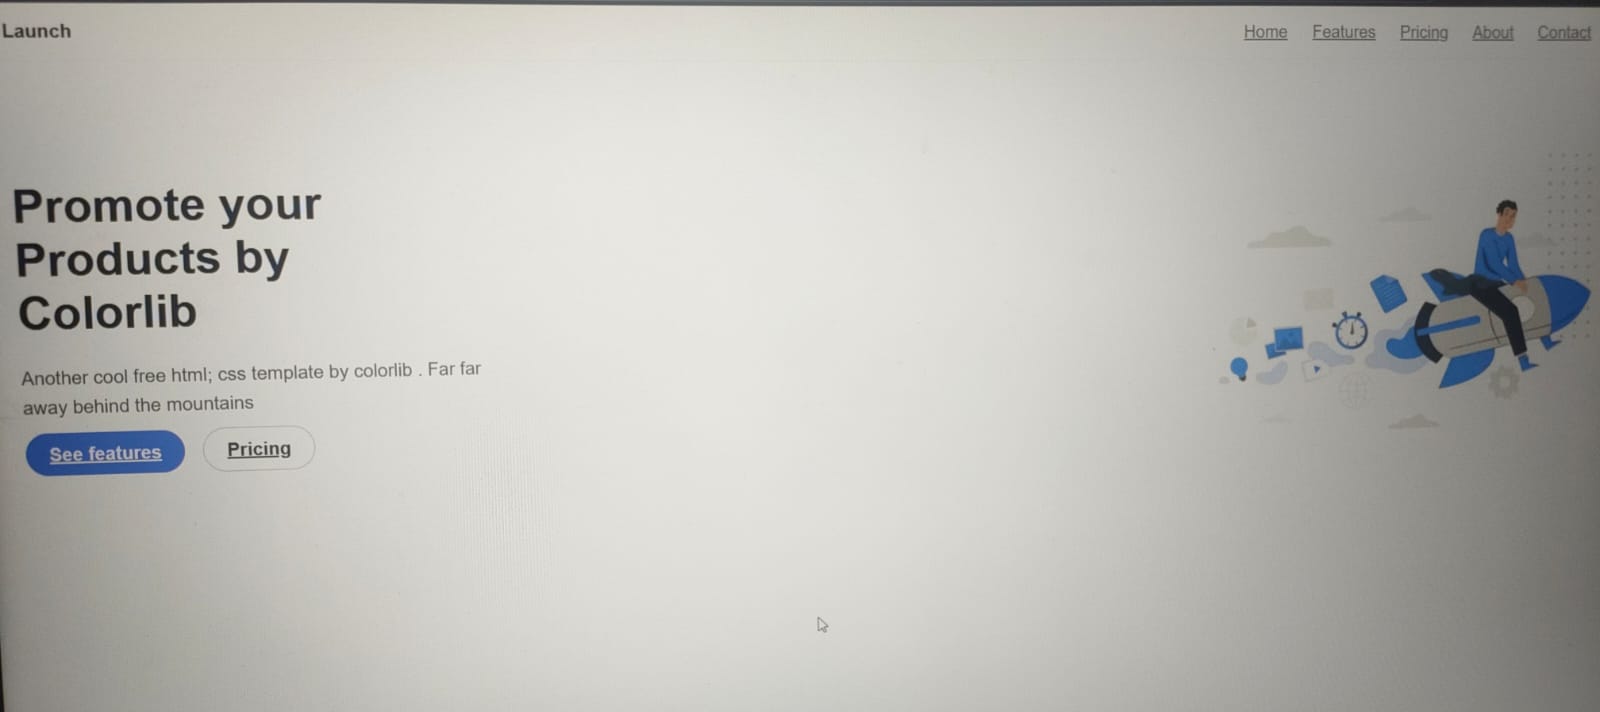 Launch
Home Features Pricing About Contact
Promote your
Products by
Colorlib
Another cool free html; css template by colorlib . Far far
away behind the mountains
See features Pricing